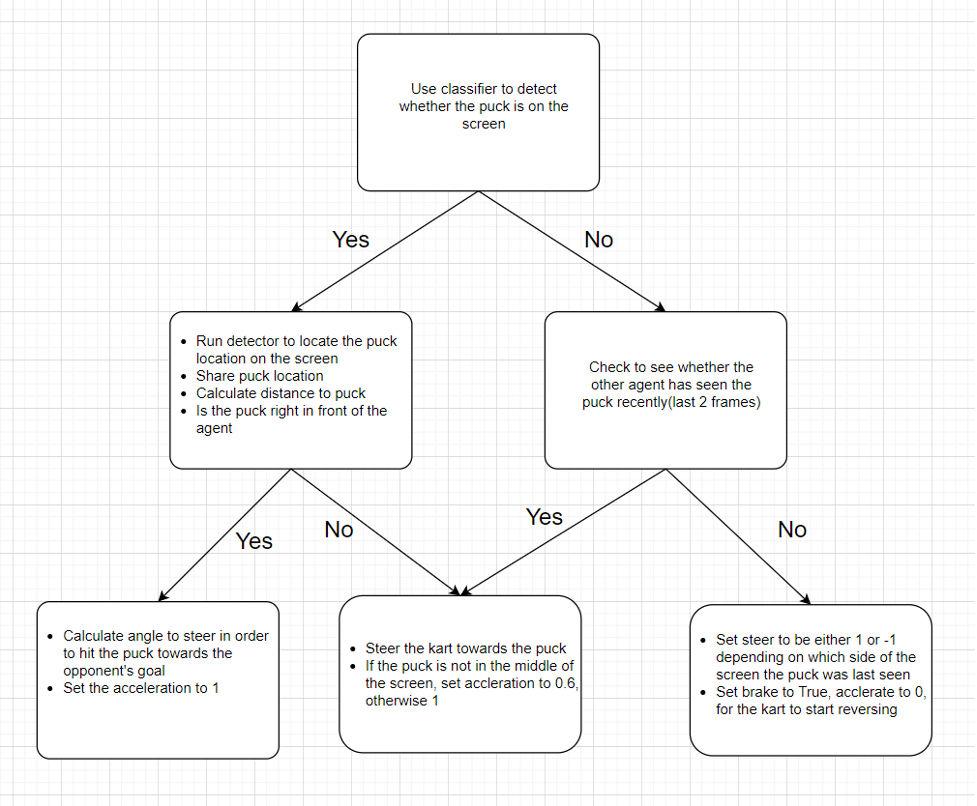 Use classifier to detect
whether the puck is on the
screen
Yes
No
• Run detector to locate the puck
location on the screen
• Share puck location
• Calculate distance to puck
• Is the puck right in front of the
agent
Check to see whether the
other agent has seen the
puck recently(last 2 frames)
Yes
No
Yes
No
• Calculate angle to steer in order
to hit the puck towards the
opponent's goal
• Set the acceleration to 1
• Steer the kart towards the puck
• If the puck is not in the middle of
the screen, set accleration to 0.6,
otherwise 1
• Set steer to be either 1 or -1
depending on which side of the
screen the puck was last seen
• Set brake to True, acclerate to 0,
for the kart to start reversing